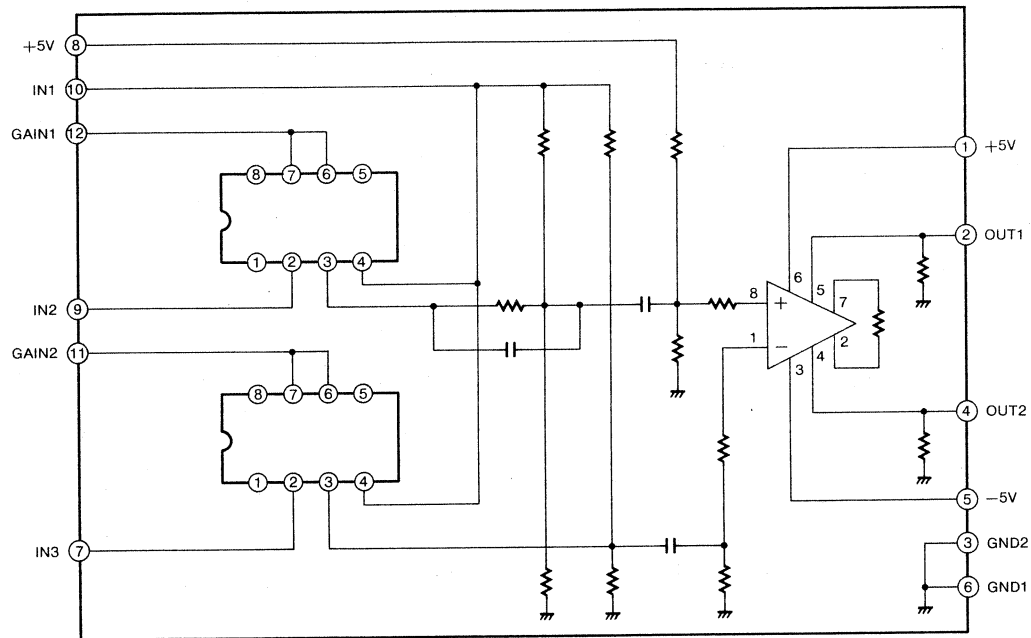 +5V 8
IN1 10
GAIN1 12
8 7 6 5
1 2 3 4
IN2 9
GAIN2 11
8 7 6 5
1 2 3 4
IN3 7
8 +
1 −
6
5
7
2
4
3
1 +5V
2 OUT1
4 OUT2
5 −5V
3 GND2
6 GND1